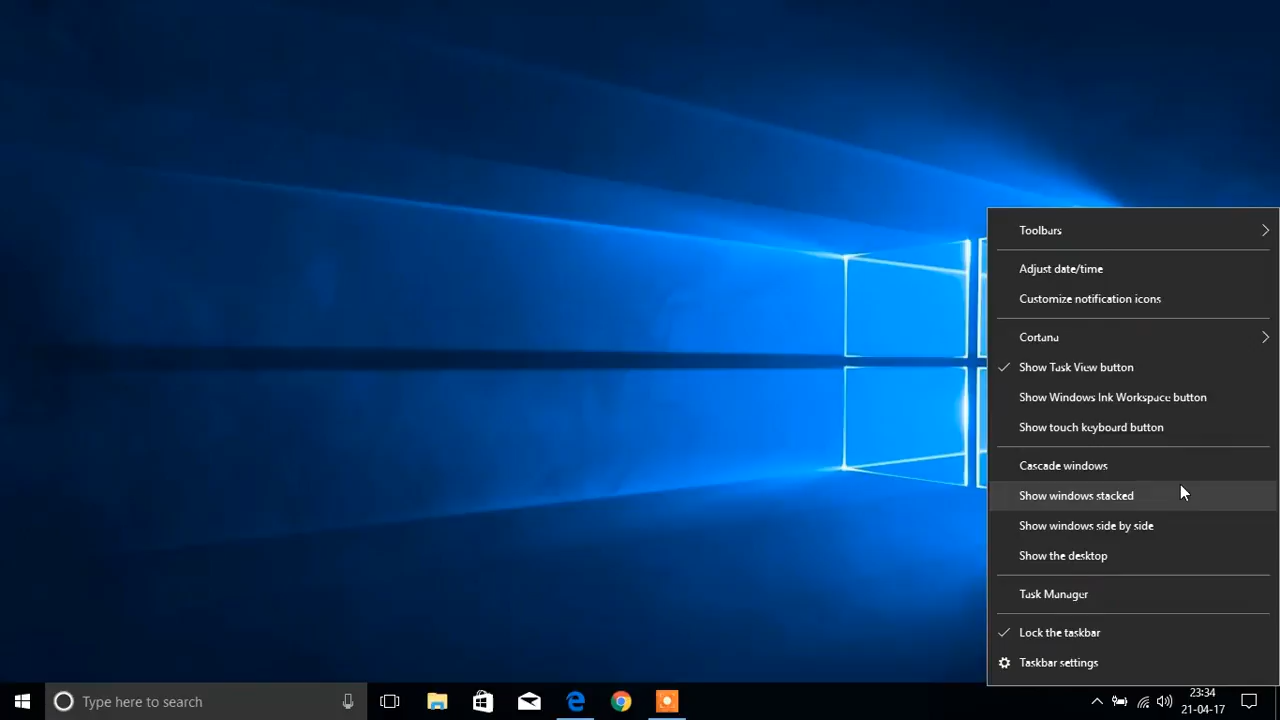 Toolbars
Adjust date/time
Customize notification icons
Cortana
Show Task View button
Show Windows Ink Workspace button
Show touch keyboard button
Cascade windows
Show windows stacked
Show windows side by side
Show the desktop
Task Manager
Lock the taskbar
Taskbar settings
Type here to search
23:34
21-04-17